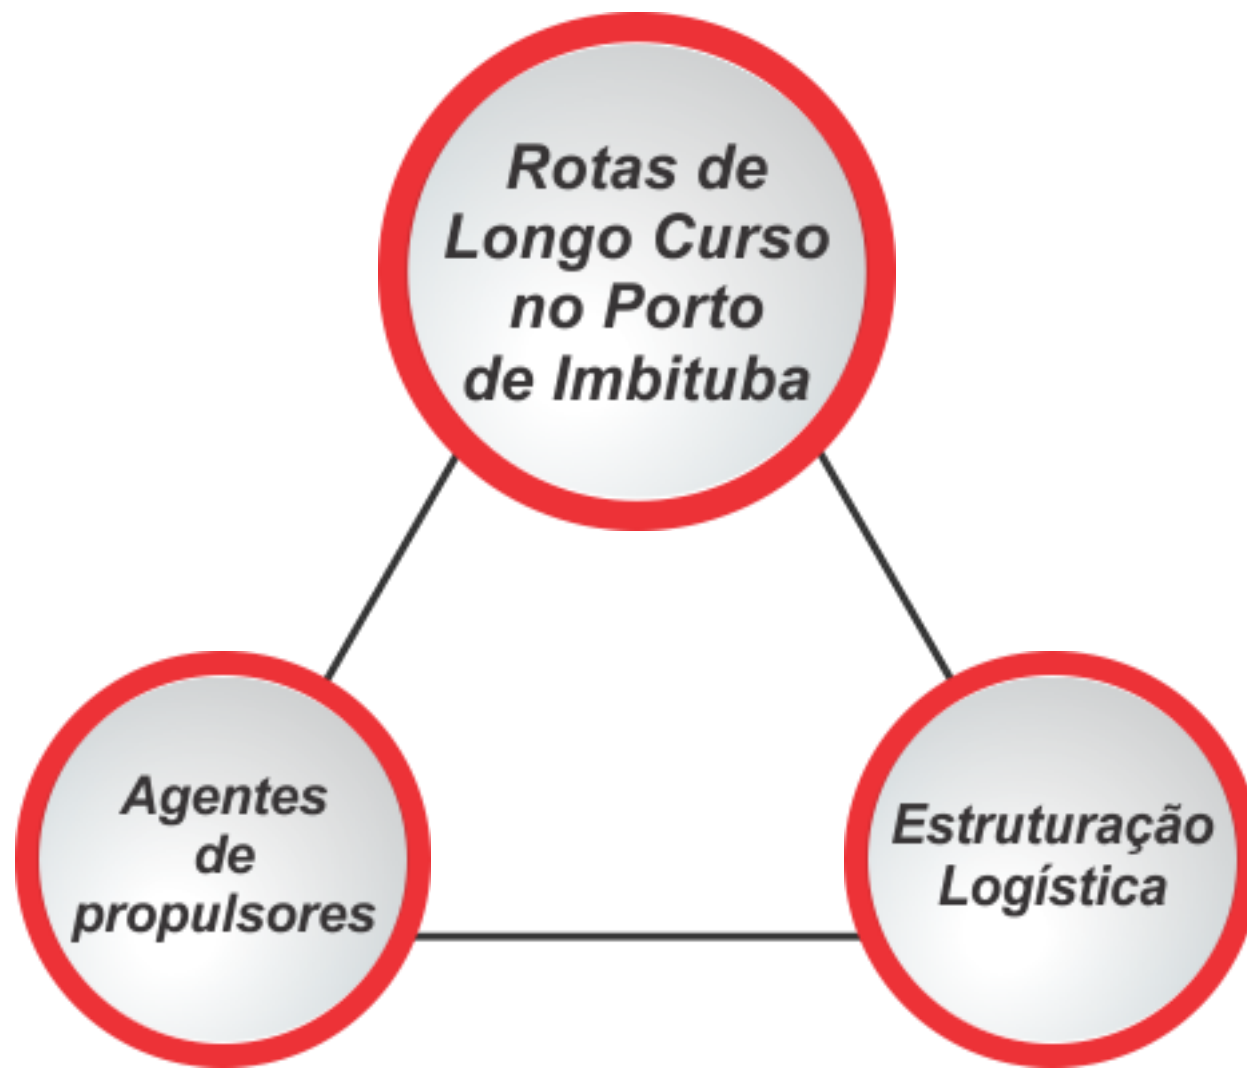 Rotas de
Longo Curso
no Porto
de Imbituba
Agentes
de
propulsores
Estruturação
Logística